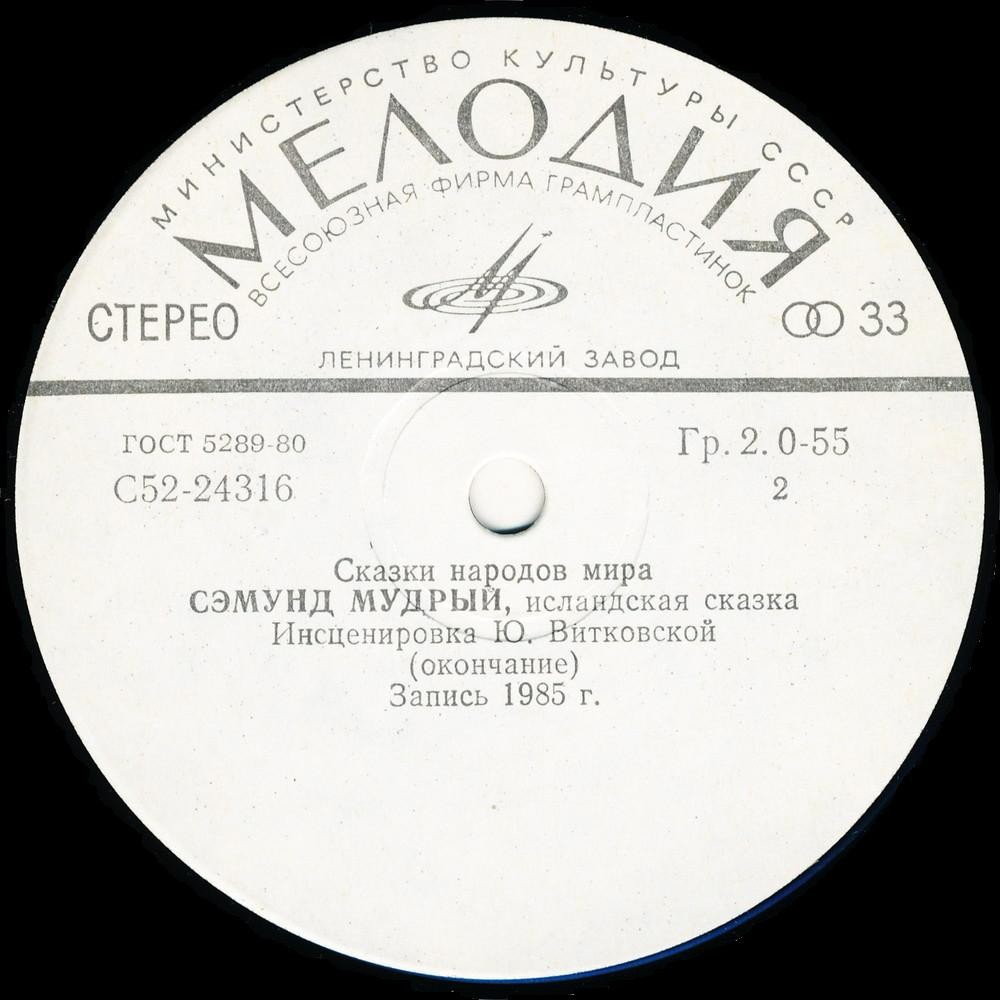 МИНИСТЕРСТВО КУЛЬТУРЫ СССР
МЕЛОДИЯ
ВСЕСОЮЗНАЯ ФИРМА ГРАМПЛАСТИНОК
СТЕРЕО
33
ЛЕНИНГРАДСКИЙ ЗАВОД
ГОСТ 5289-80
Гр. 2. 0-55
С52-24316
2
Сказки народов мира
СЭМУНД МУДРЫЙ, исландская сказка
Инсценировка Ю. Витковской
(окончание)
Запись 1985 г.